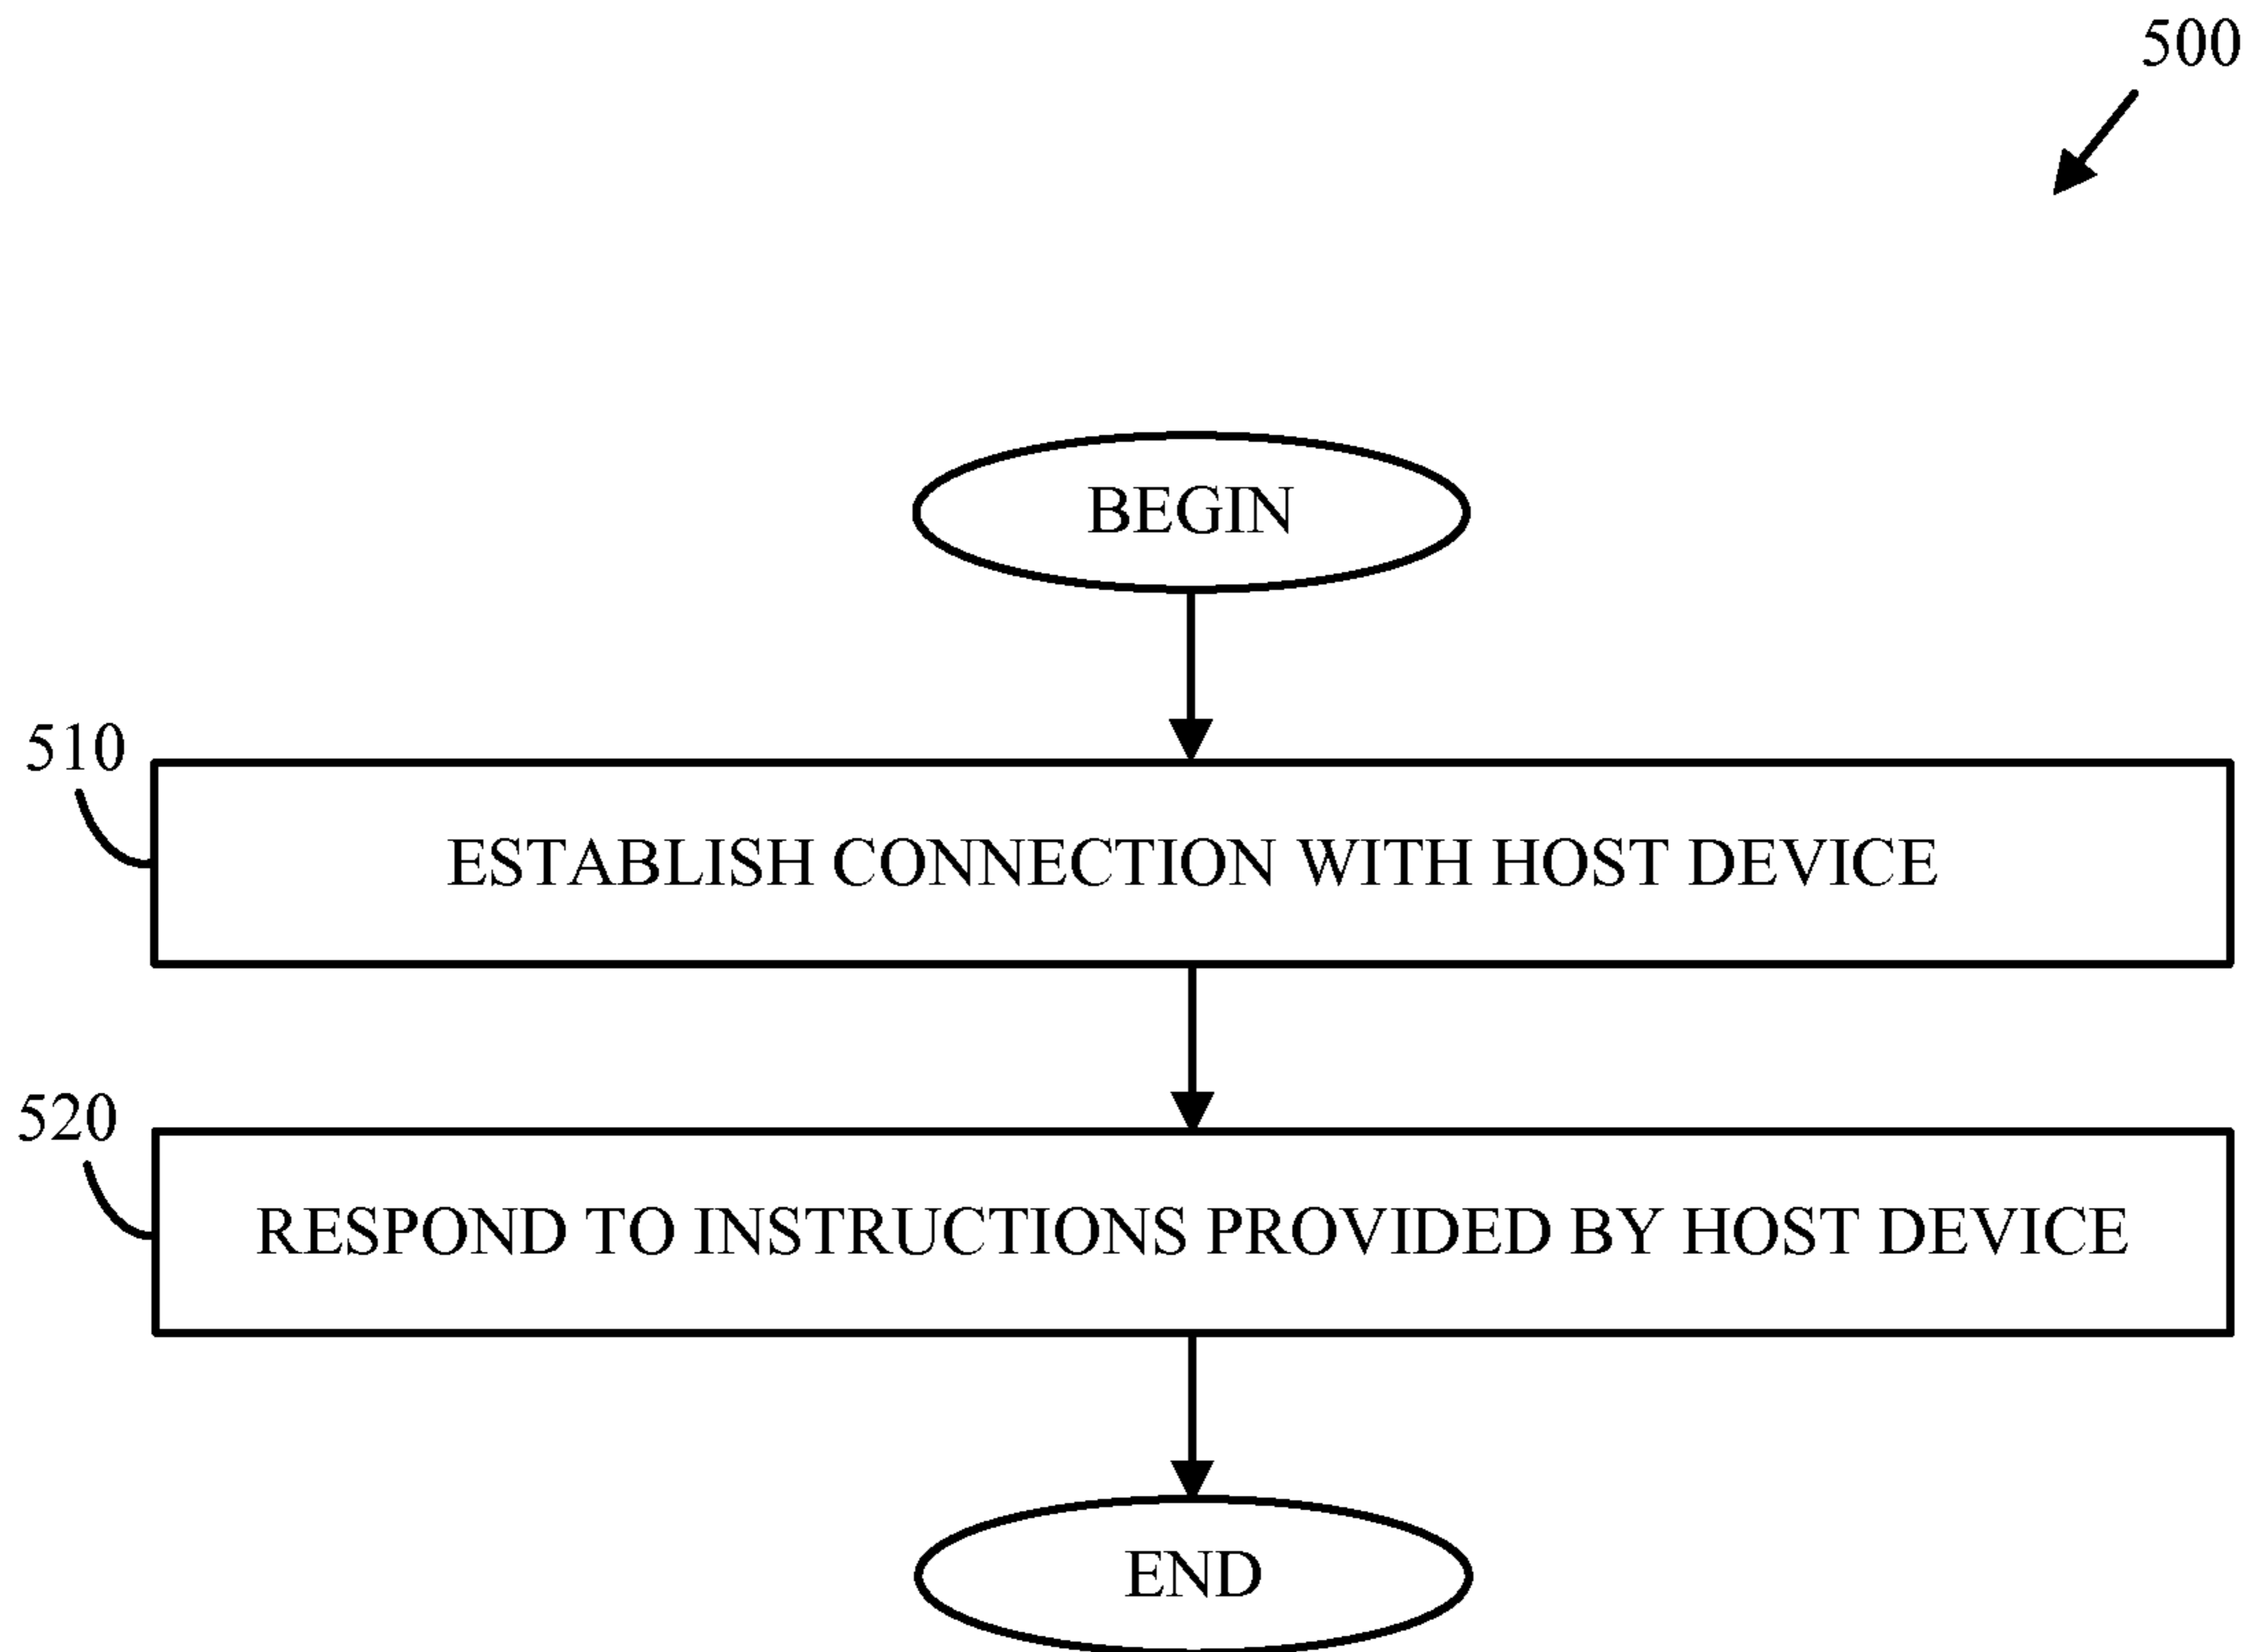 500
BEGIN
510
ESTABLISH CONNECTION WITH HOST DEVICE
520
RESPOND TO INSTRUCTIONS PROVIDED BY HOST DEVICE
END